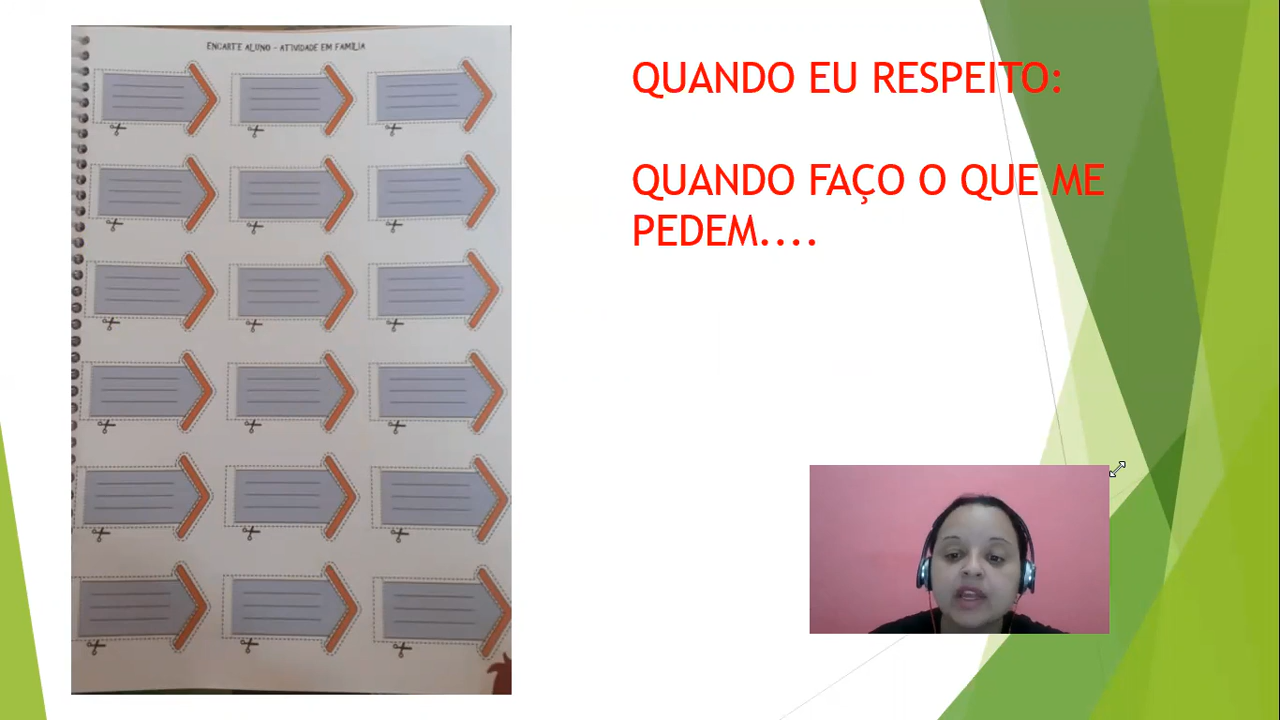 ENCARTE ALUNO - ATIVIDADE EM FAMÍLIA
QUANDO EU RESPEITO:
QUANDO FAÇO O QUE ME
PEDEM....